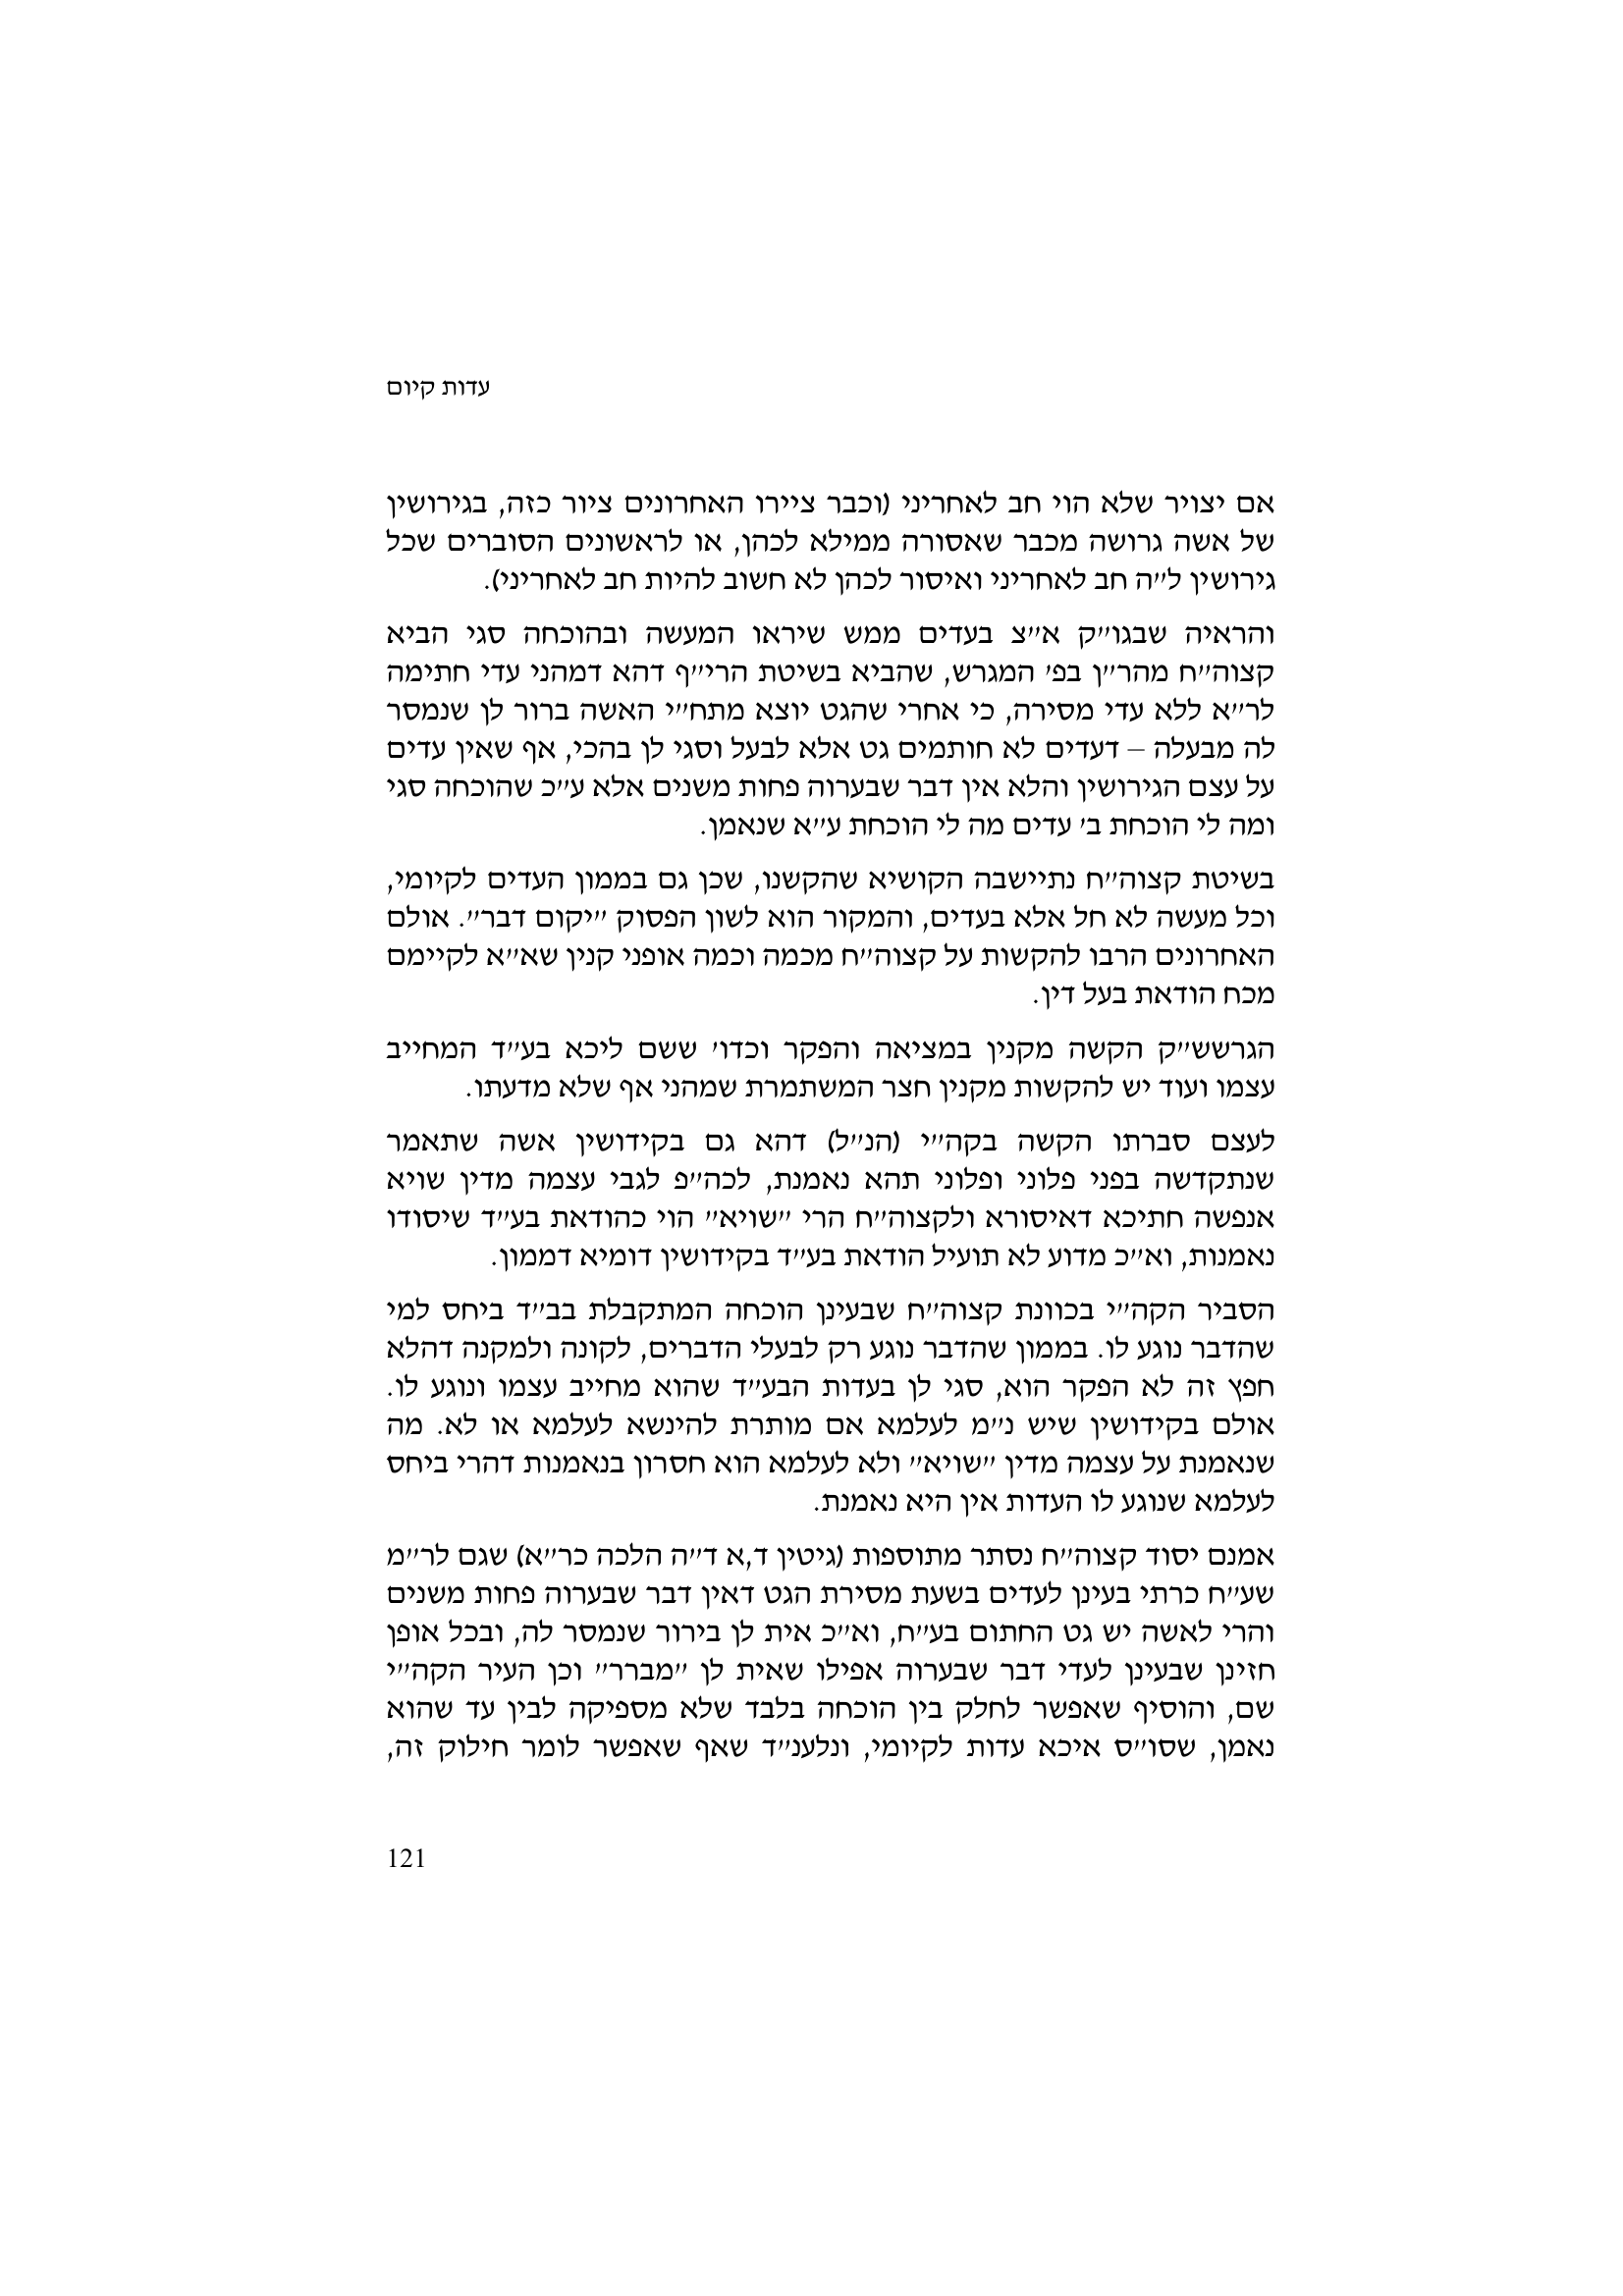 עדות קיום
אם יצויר שלא הוי חב לאחריני (וכבר ציירו האחרונים ציור כזה, בגירושין
של אשה גרושה מכבר שאסורה ממילא לכהן, או לראשונים הסוברים שכל
גירושין ל״ה חב לאחריני ואיסור לכהן לא חשוב להיות חב לאחריני).
והראיה שבגו״ק א״צ בעדים ממש שיראו המעשה ובהוכחה סגי הביא
קצוה״ח מהר״ן בפ׳ המגרש, שהביא בשיטת הרי״ף דהא דמהני עדי חתימה
לר״א ללא עדי מסירה, כי אחרי שהגט יוצא מתח״י האשה ברור לן שנמסר
לה מבעלה – דעדים לא חותמים גט אלא לבעל וסגי לן בהכי, אף שאין עדים
על עצם הגירושין והלא אין דבר שבערוה פחות משנים אלא ע״כ שהוכחה סגי
ומה לי הוכחת ב׳ עדים מה לי הוכחת ע״א שנאמן.
בשיטת קצוה״ח נתיישבה הקושיא שהקשנו, שכן גם בממון העדים לקיומי,
וכל מעשה לא חל אלא בעדים, והמקור הוא לשון הפסוק ״יקום דבר״. אולם
האחרונים הרבו להקשות על קצוה״ח מכמה וכמה אופני קנין שא״א לקיימם
מכח הודאת בעל דין.
הגרשש״ק הקשה מקנין במציאה והפקר וכדו׳ ששם ליכא בע״ד המחייב
עצמו ועוד יש להקשות מקנין חצר המשתמרת שמהני אף שלא מדעתו.
לעצם סברתו הקשה בקה״י (הנ״ל) דהא גם בקידושין אשה שתאמר
שנתקדשה בפני פלוני ופלוני תהא נאמנת, לכה״פ לגבי עצמה מדין שויא
אנפשה חתיכא דאיסורא ולקצוה״ח הרי ״שויא״ הוי כהודאת בע״ד שיסודו
נאמנות, וא״כ מדוע לא תועיל הודאת בע״ד בקידושין דומיא דממון.
הסביר הקה״י בכוונת קצוה״ח שבעינן הוכחה המתקבלת בב״ד ביחס למי
שהדבר נוגע לו. בממון שהדבר נוגע רק לבעלי הדברים, לקונה ולמקנה דהלא
חפץ זה לא הפקר הוא, סגי לן בעדות הבע״ד שהוא מחייב עצמו ונוגע לו.
אולם בקידושין שיש נ״מ לעלמא אם מותרת להינשא לעלמא או לא. מה
שנאמנת על עצמה מדין ״שויא״ ולא לעלמא הוא חסרון בנאמנות דהרי ביחס
לעלמא שנוגע לו העדות אין היא נאמנת.
אמנם יסוד קצוה״ח נסתר מתוספות (גיטין ד,א ד״ה הלכה כר״א) שגם לר״מ
שע״ח כרתי בעינן לעדים בשעת מסירת הגט דאין דבר שבערוה פחות משנים
והרי לאשה יש גט החתום בע״ח, וא״כ אית לן בירור שנמסר לה, ובכל אופן
חזינן שבעינן לעדי דבר שבערוה אפילו שאית לן ״מברר״ וכן העיר הקה״י
שם, והוסיף שאפשר לחלק בין הוכחה בלבד שלא מספיקה לבין עד שהוא
נאמן, שסו״ס איכא עדות לקיומי, ונלענ״ד שאף שאפשר לומר חילוק זה,
121